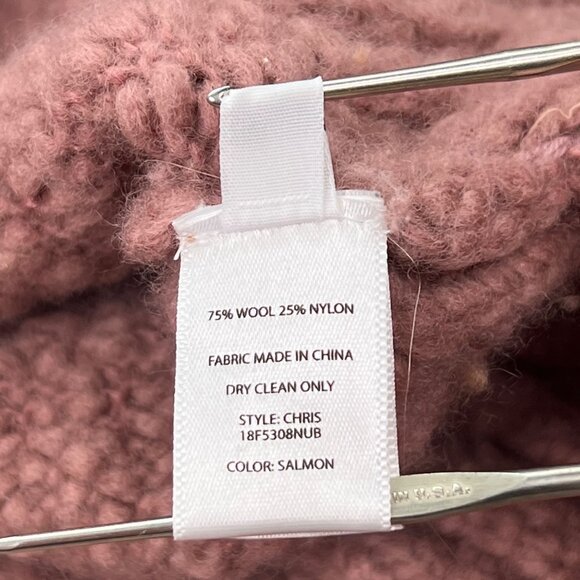 75% WOOL 25% NYLON
FABRIC MADE IN CHINA
DRY CLEAN ONLY
STYLE: CHRIS
18F5308NUB
COLOR: SALMON
U.S.A.